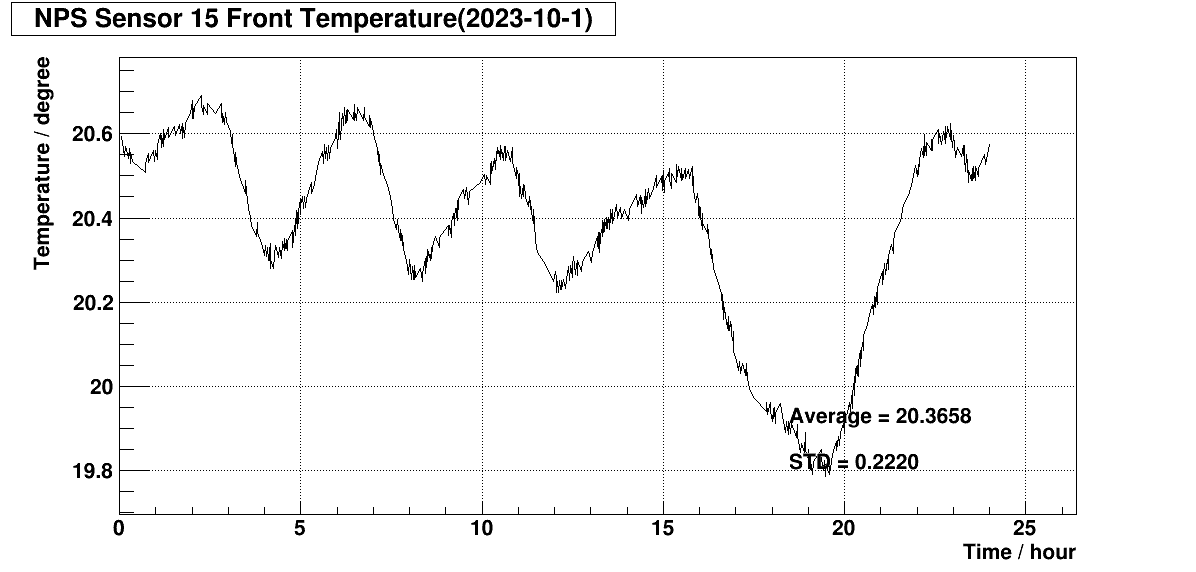 NPS Sensor 15 Front Temperature(2023-10-1)
Temperature / degree
20.6
20.4
20.2
20
19.8
Average = 20.3658
STD = 0.2220
0 5 10 15 20 25
Time / hour